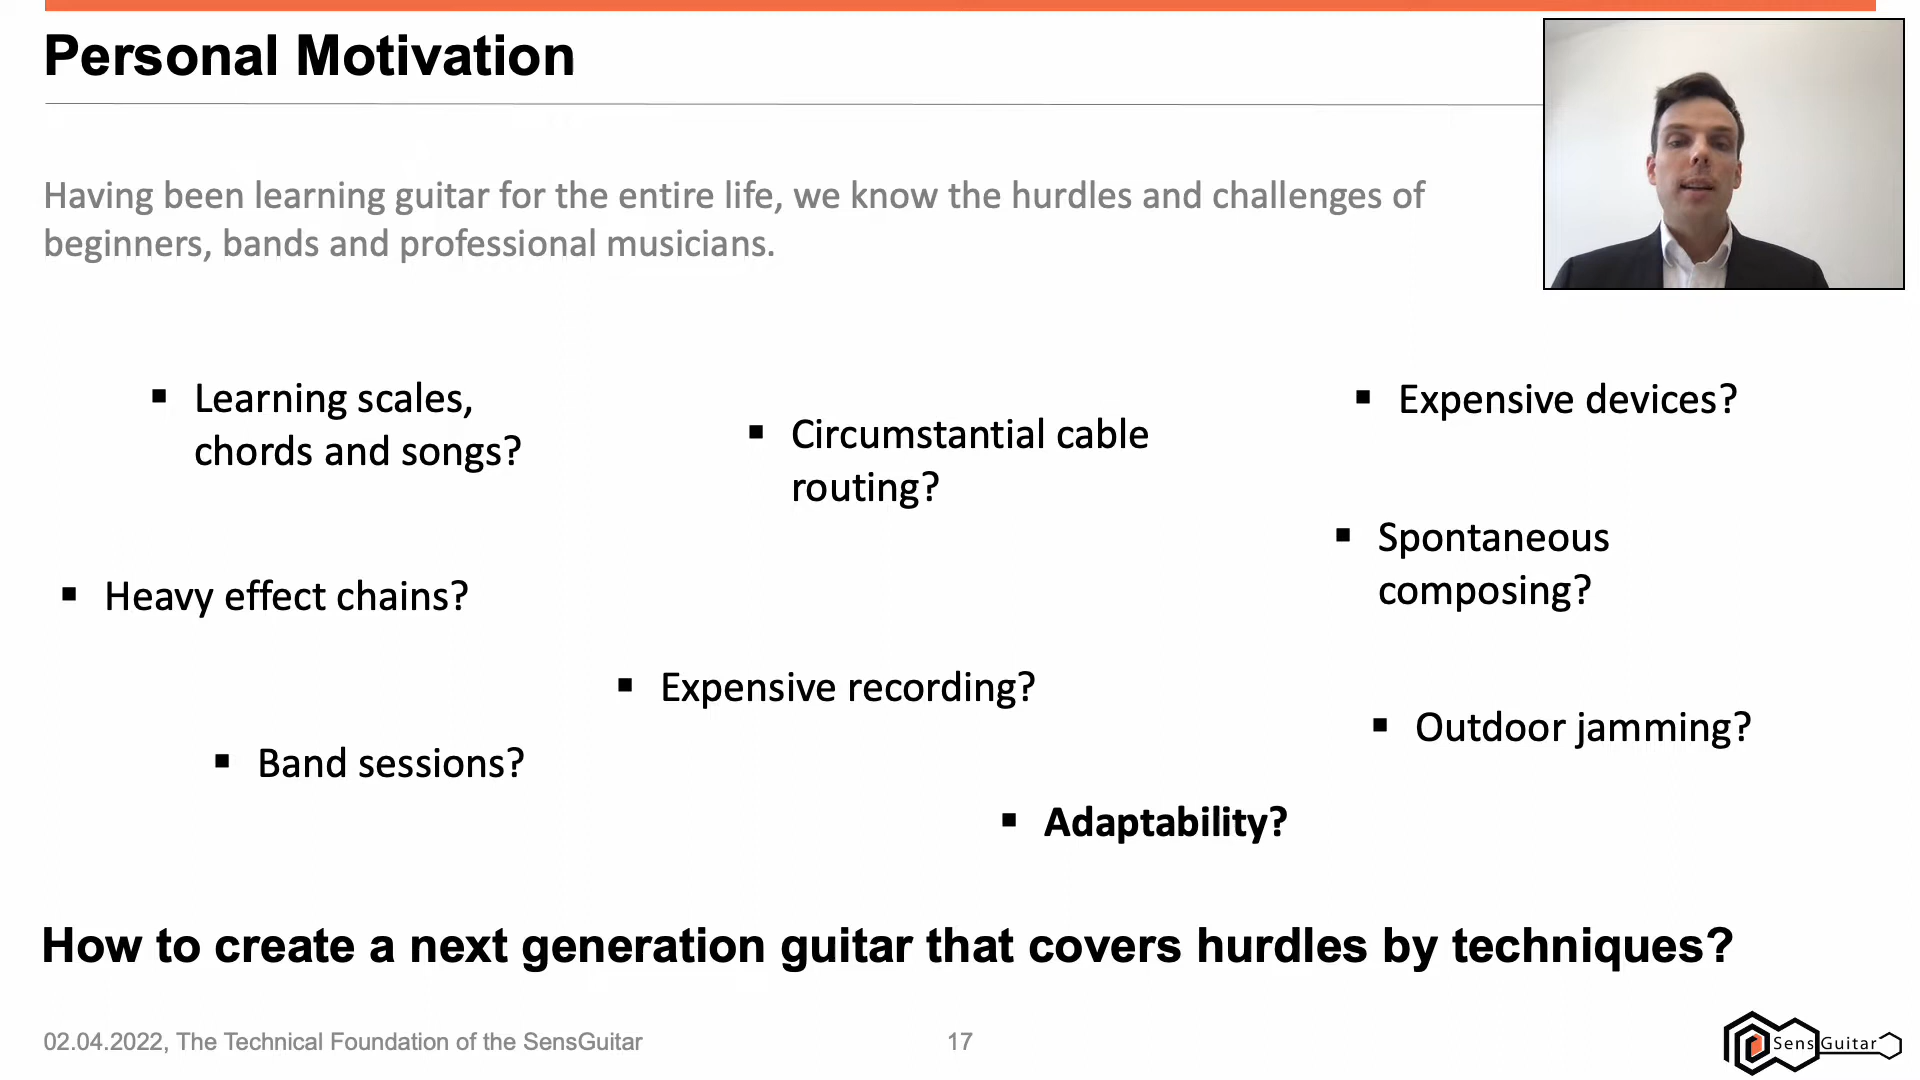 Personal Motivation
Having been learning guitar for the entire life, we know the hurdles and challenges of
beginners, bands and professional musicians.
Learning scales,
chords and songs?
Circumstantial cable
routing?
Expensive devices?
Spontaneous
composing?
Heavy effect chains?
Expensive recording?
Outdoor jamming?
Band sessions?
Adaptability?
How to create a next generation guitar that covers hurdles by techniques?
02.04.2022, The Technical Foundation of the SensGuitar
17
Sens Guitar